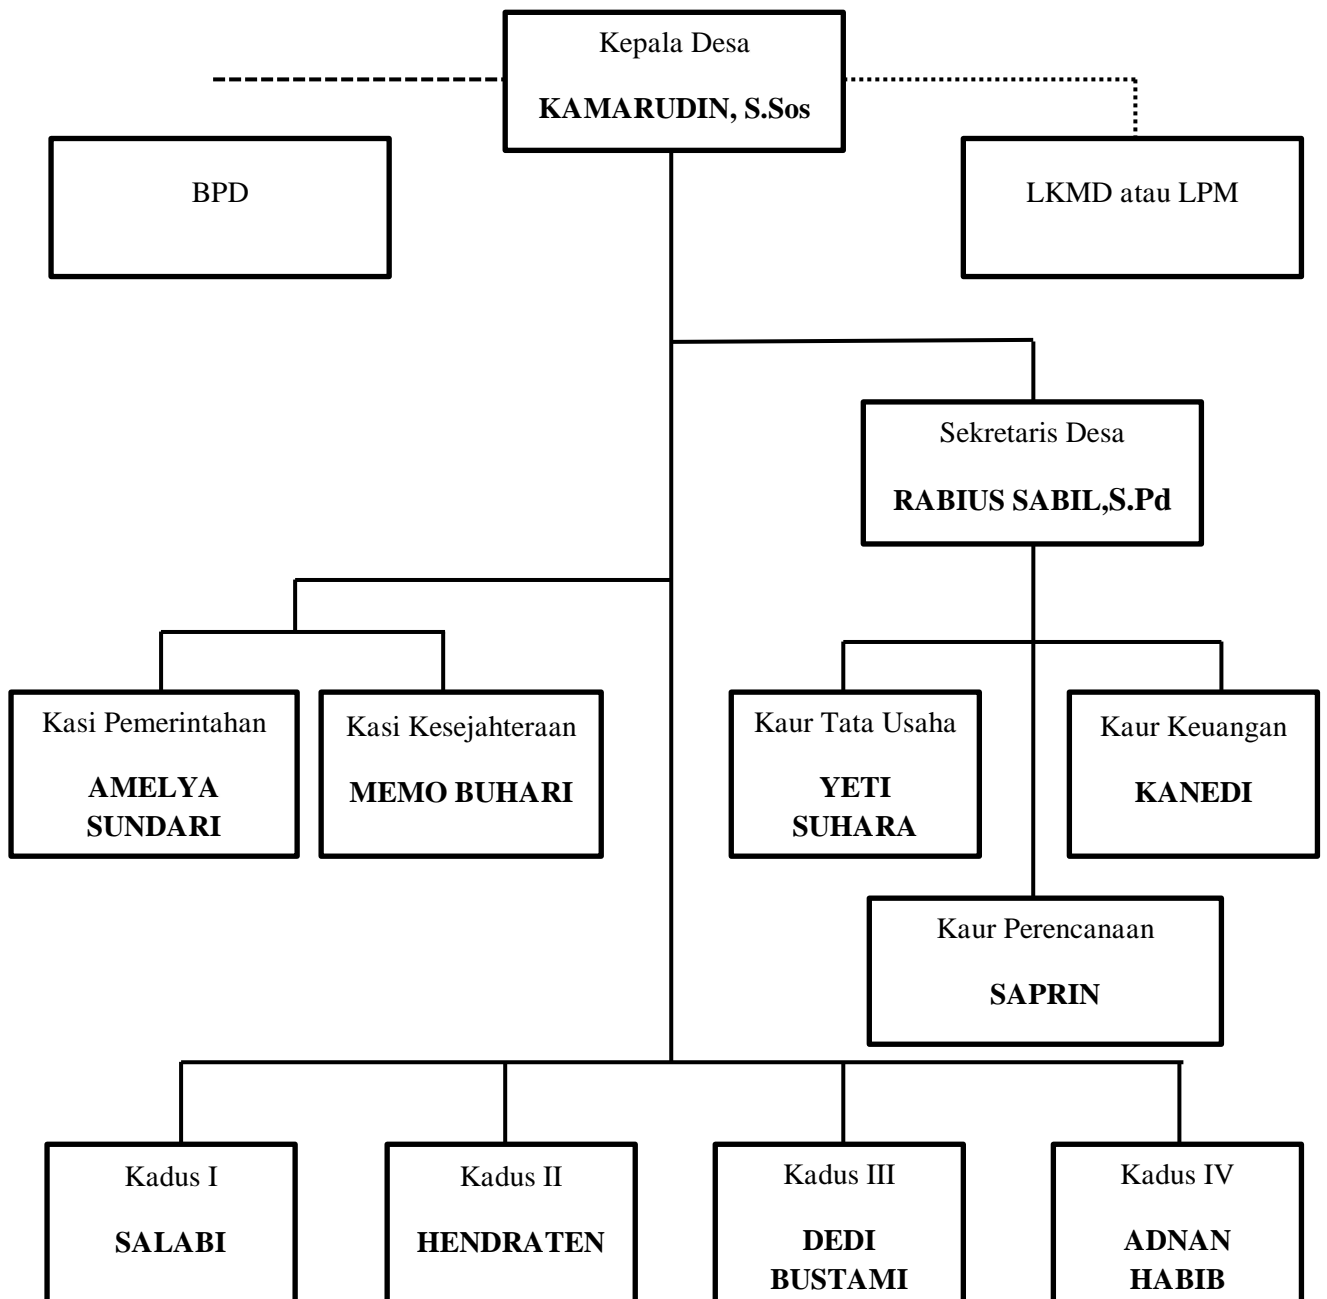 Kepala Desa
KAMARUDIN, S.Sos
BPD
LKMD atau LPM
Sekretaris Desa
RABIUS SABIL,S.Pd
Kasi Pemerintahan
AMELYA
SUNDARI
Kasi Kesejahteraan
MEMO BUHARI
Kaur Tata Usaha
YETI
SUHARA
Kaur Keuangan
KANEDI
Kaur Perencanaan
SAPRIN
Kadus I
SALABI
Kadus II
HENDRATEN
Kadus III
DEDI
BUSTAMI
Kadus IV
ADNAN
HABIB